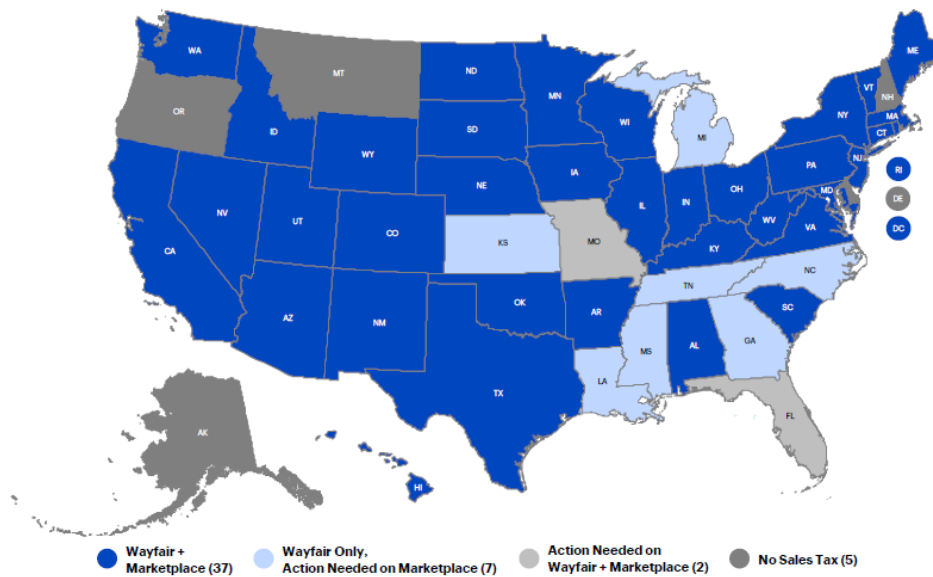 WA
MT
ND
MN
ME
VT
NH
OR
ID
SD
WI
MI
NY
MA
CT
WY
IA
PA
NJ
RI
NE
OH
MD
DE
NV
UT
CO
IL
IN
WV
VA
DC
CA
KS
MO
KY
NC
TN
OK
AR
SC
AZ
NM
MS
AL
GA
LA
TX
FL
AK
HI
Wayfair +
Marketplace (37)
Wayfair Only,
Action Needed on Marketplace (7)
Action Needed on
Wayfair + Marketplace (2)
No Sales Tax (5)